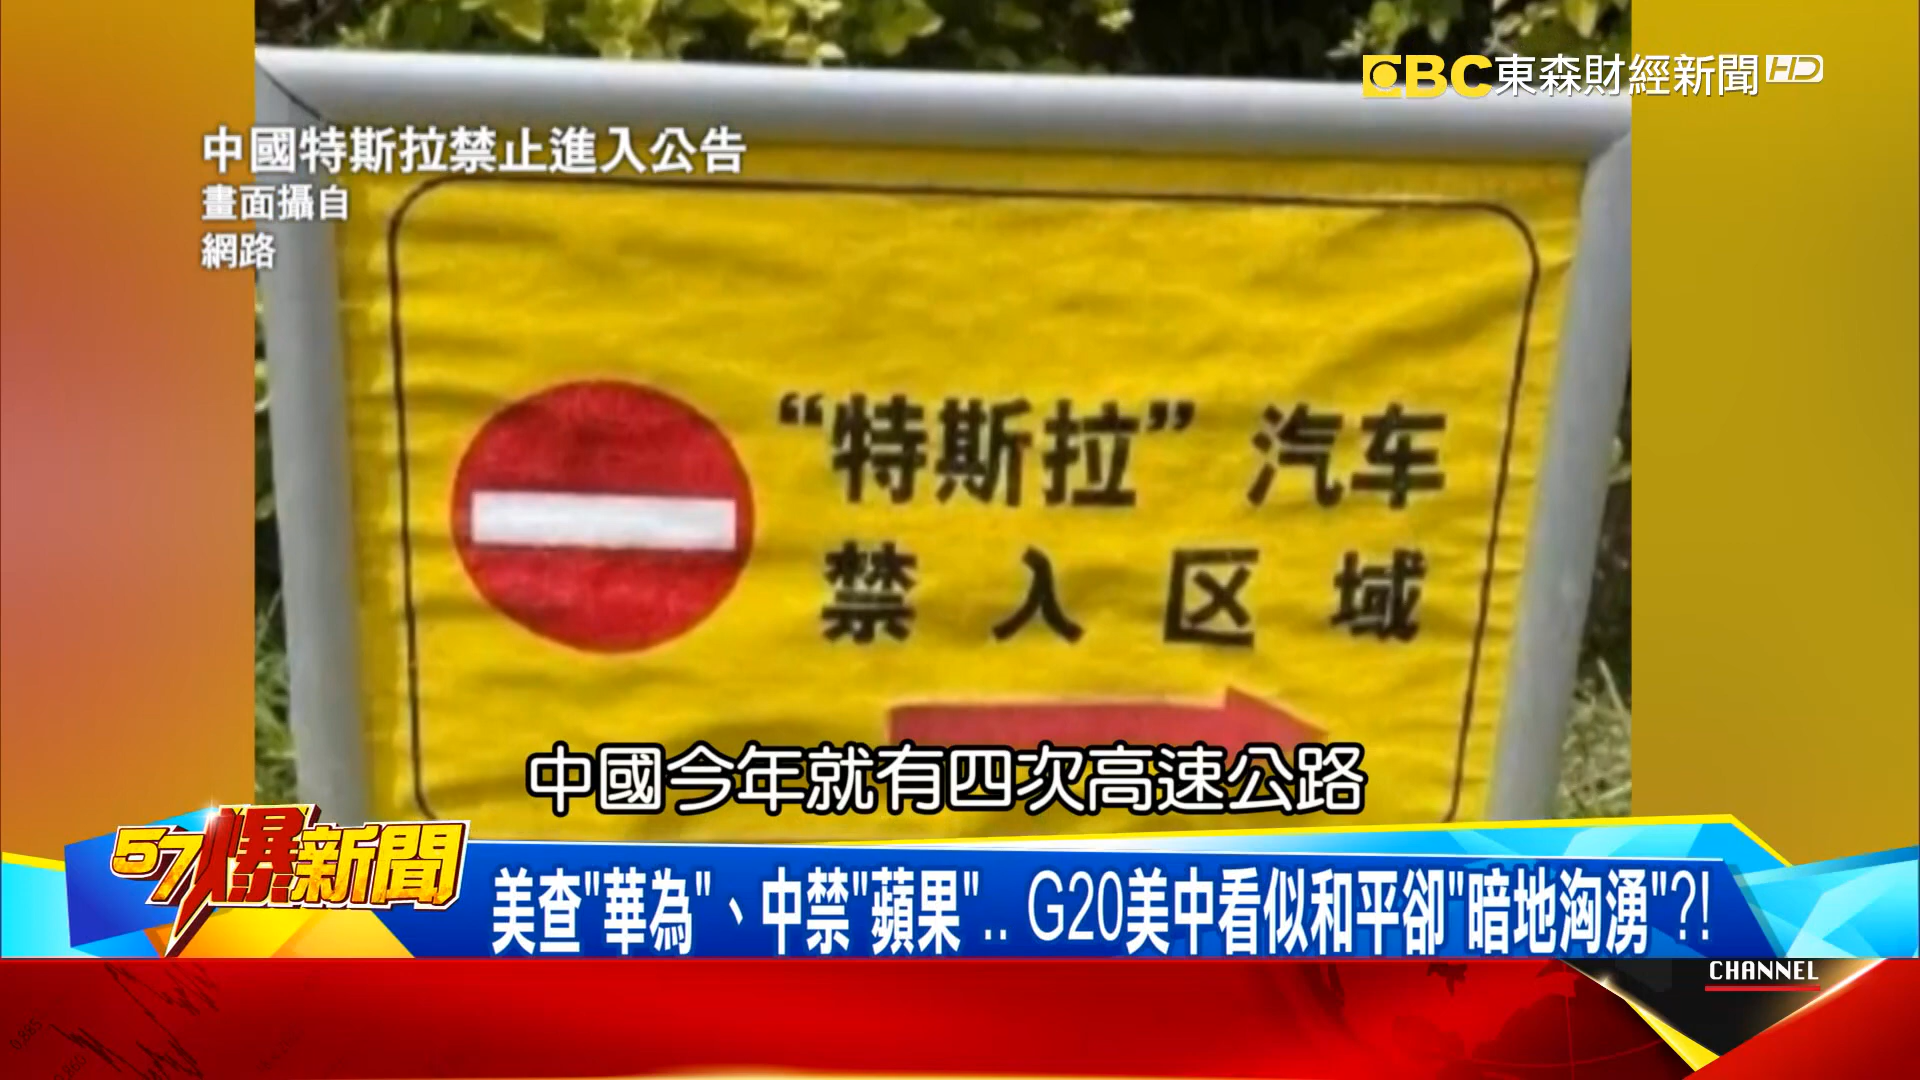 EBC東森財經新聞HD
中國特斯拉禁止進入公告
畫面攝自
網路
“特斯拉”汽车
禁入区域
中國今年就有四次高速公路
57爆新聞
美查"華為"、中禁"蘋果".. G20美中看似和平卻"暗地洶湧"?!
CHANNEL